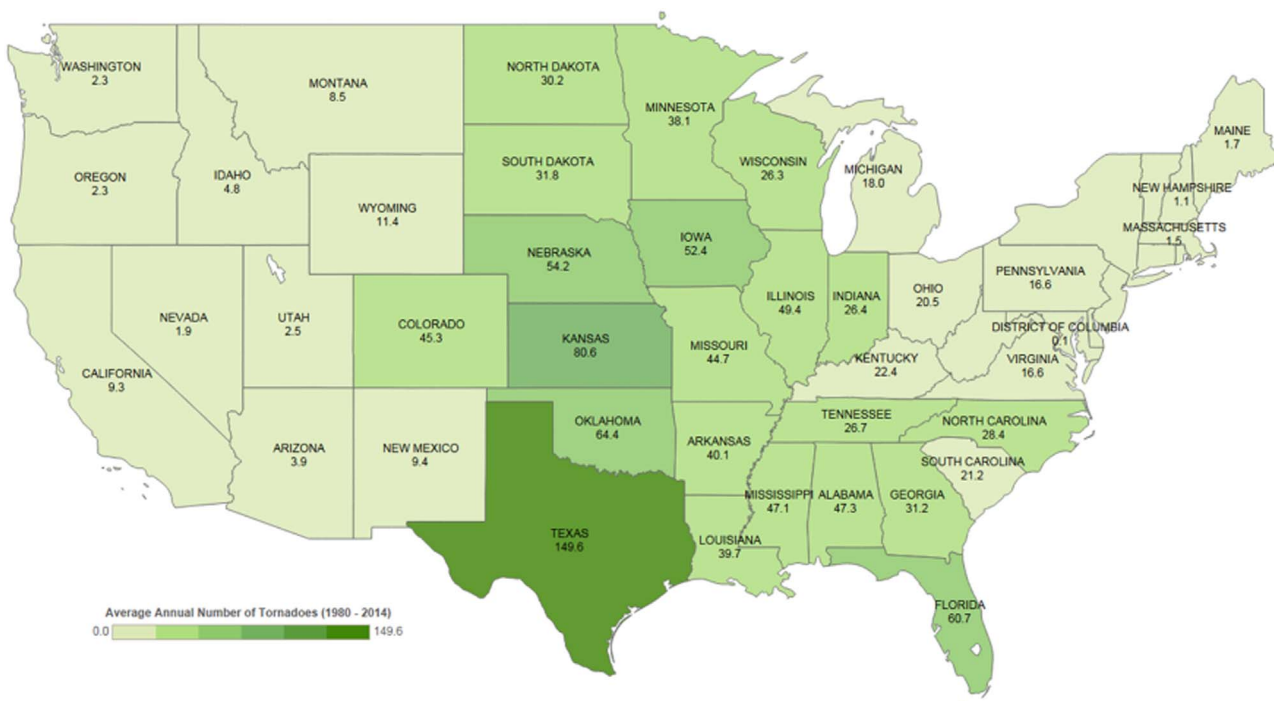 WASHINGTON
2.3
MONTANA
8.5
NORTH DAKOTA
30.2
MINNESOTA
38.1
MAINE
1.7
OREGON
2.3
IDAHO
4.8
SOUTH DAKOTA
31.8
WISCONSIN
26.3
MICHIGAN
18.0
NEW HAMPSHIRE
1.1
WYOMING
11.4
MASSACHUSETTS
1.5
NEBRASKA
54.2
IOWA
52.4
PENNSYLVANIA
16.6
ILLINOIS
49.4
INDIANA
26.4
OHIO
20.5
NEVADA
1.9
UTAH
2.5
COLORADO
45.3
KANSAS
80.6
MISSOURI
44.7
DISTRICT OF COLUMBIA
0.1
KENTUCKY
22.4
VIRGINIA
16.6
CALIFORNIA
9.3
TENNESSEE
26.7
NORTH CAROLINA
28.4
ARIZONA
3.9
NEW MEXICO
9.4
OKLAHOMA
64.4
ARKANSAS
40.1
SOUTH CAROLINA
21.2
MISSISSIPPI
47.1
ALABAMA
47.3
GEORGIA
31.2
TEXAS
149.6
LOUISIANA
39.7
FLORIDA
60.7
Average Annual Number of Tornadoes (1980 - 2014)
0.0 149.6